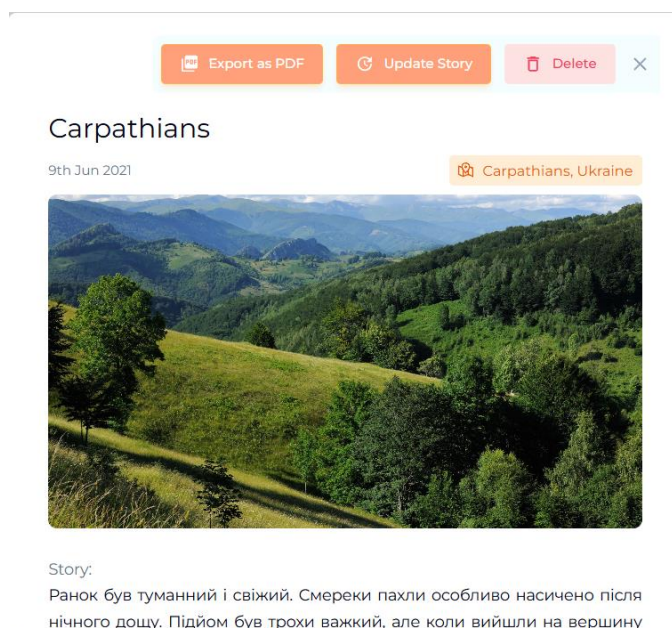 Export as PDF
Update Story
Delete
Carpathians
9th Jun 2021
Carpathians, Ukraine
Story:
Ранок був туманний і свіжий. Смереки пахли особливо насичено після
нічного дощу. Підйом був трохи важкий, але коли вийшли на вершину